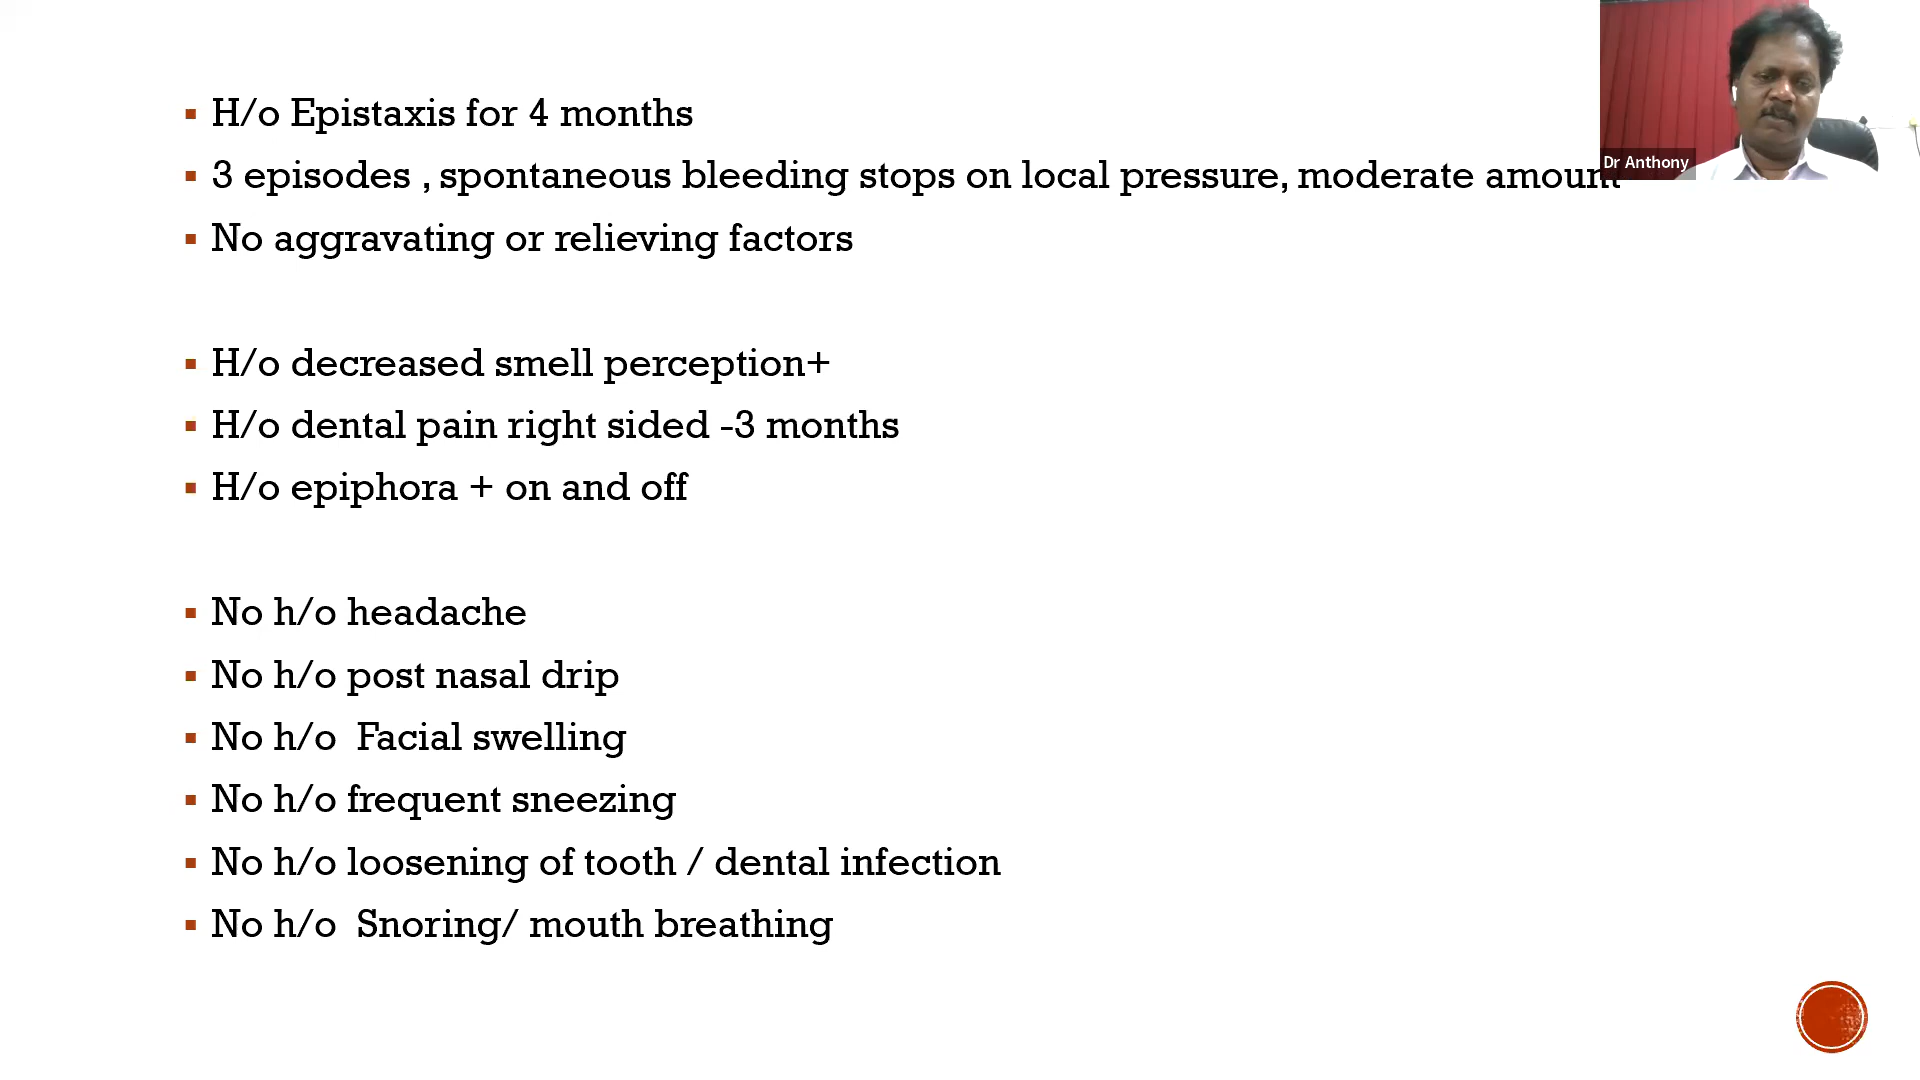 H/o Epistaxis for 4 months
3 episodes , spontaneous bleeding stops on local pressure, moderate amount
Dr Anthony
No aggravating or relieving factors
H/o decreased smell perception+
H/o dental pain right sided -3 months
H/o epiphora + on and off
No h/o headache
No h/o post nasal drip
No h/o  Facial swelling
No h/o frequent sneezing
No h/o loosening of tooth / dental infection
No h/o  Snoring/ mouth breathing